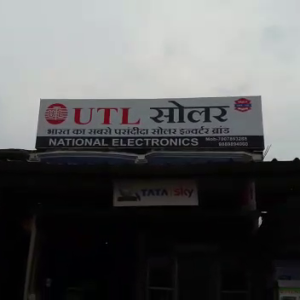 UTL सोलर
भारत का सबसे पसंदीदा सोलर इन्वर्टर ब्रांड
NATIONAL ELECTRONICS
TATA sky